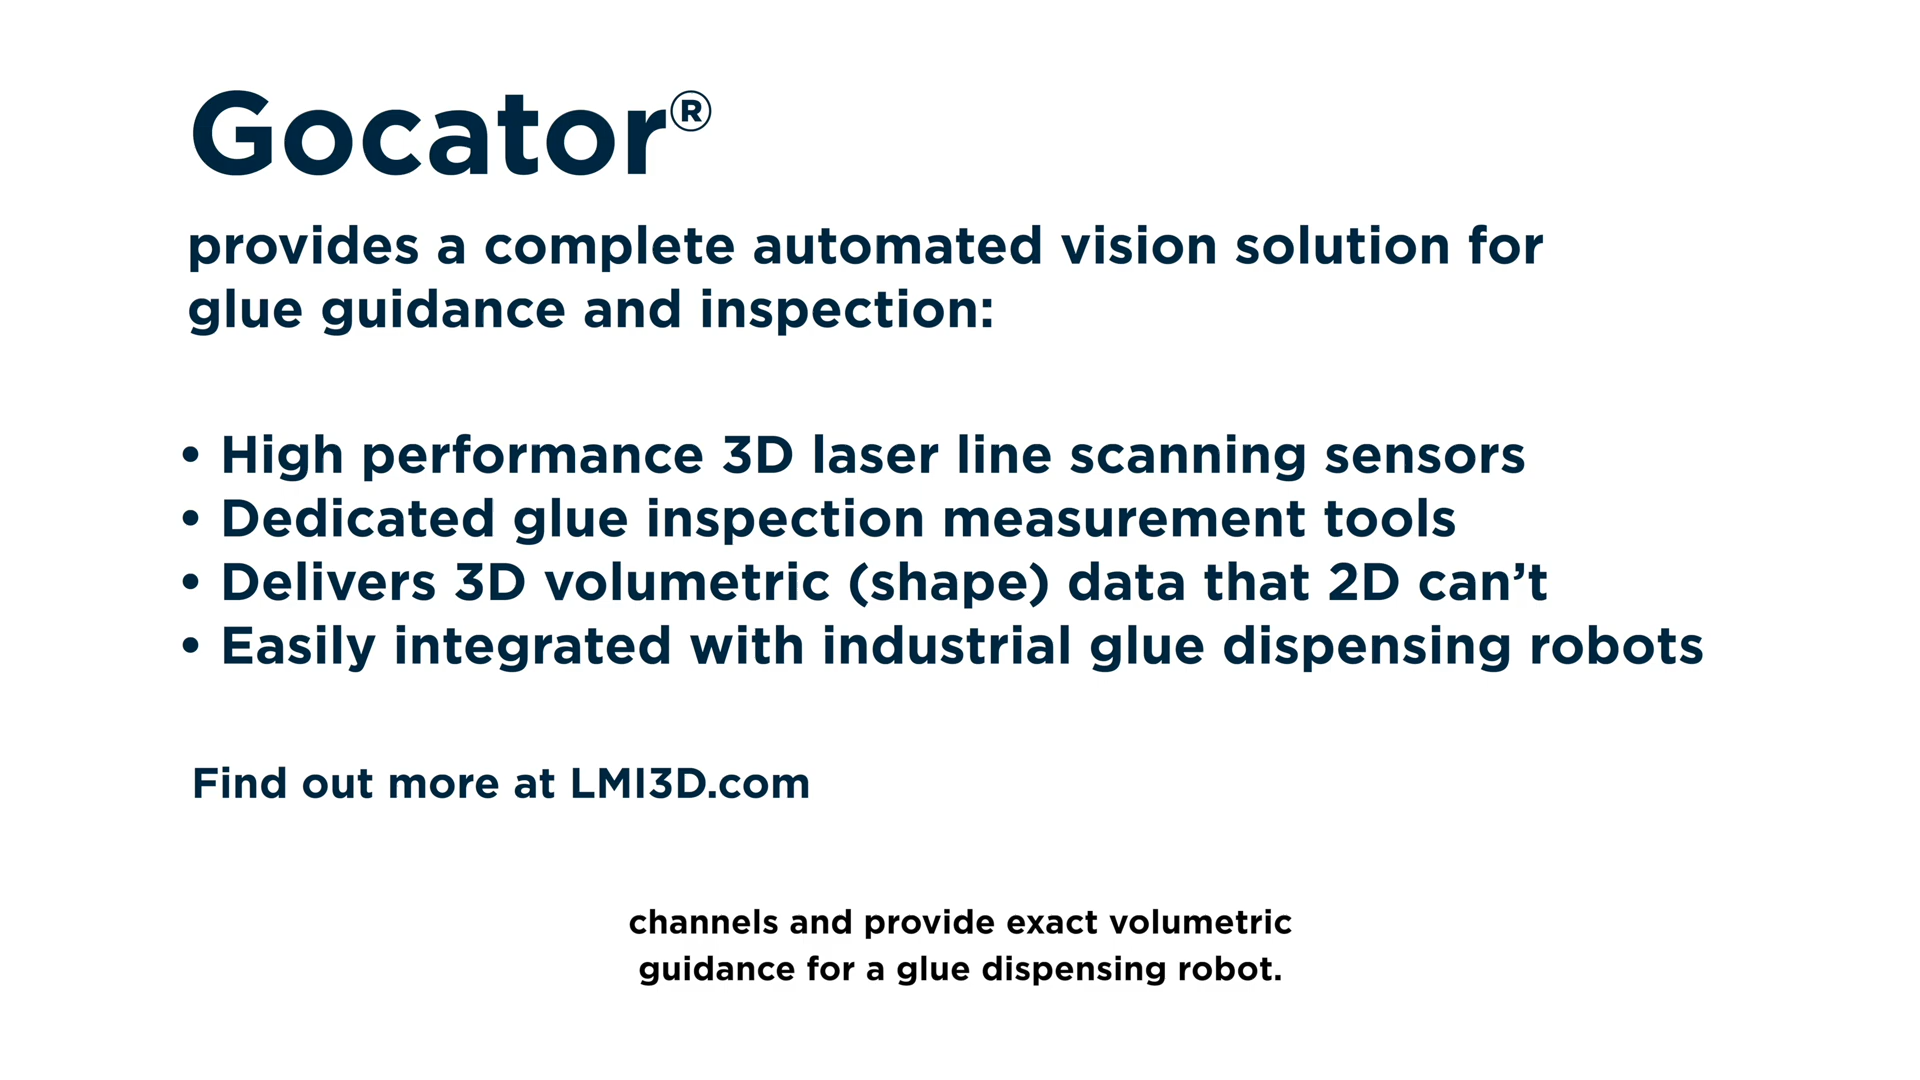 Gocator®
provides a complete automated vision solution for
glue guidance and inspection:
• High performance 3D laser line scanning sensors
• Dedicated glue inspection measurement tools
• Delivers 3D volumetric (shape) data that 2D can’t
• Easily integrated with industrial glue dispensing robots
Find out more at LMI3D.com
channels and provide exact volumetric
guidance for a glue dispensing robot.